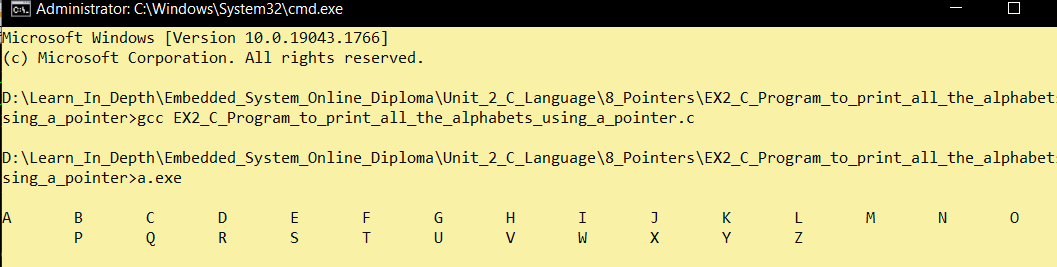 Administrator: C:\Windows\System32\cmd.exe
Microsoft Windows [Version 10.0.19043.1766]
(c) Microsoft Corporation. All rights reserved.
D:\Learn_In_Depth\Embedded_System_Online_Diploma\Unit_2_C_Language\8_Pointers\EX2_C_Program_to_print_all_the_alphabet
sing_a_pointer>gcc EX2_C_Program_to_print_all_the_alphabets_using_a_pointer.c
D:\Learn_In_Depth\Embedded_System_Online_Diploma\Unit_2_C_Language\8_Pointers\EX2_C_Program_to_print_all_the_alphabet
sing_a_pointer>a.exe
A B C D E F G H I J K L M N O
P Q R S T U V W X Y Z